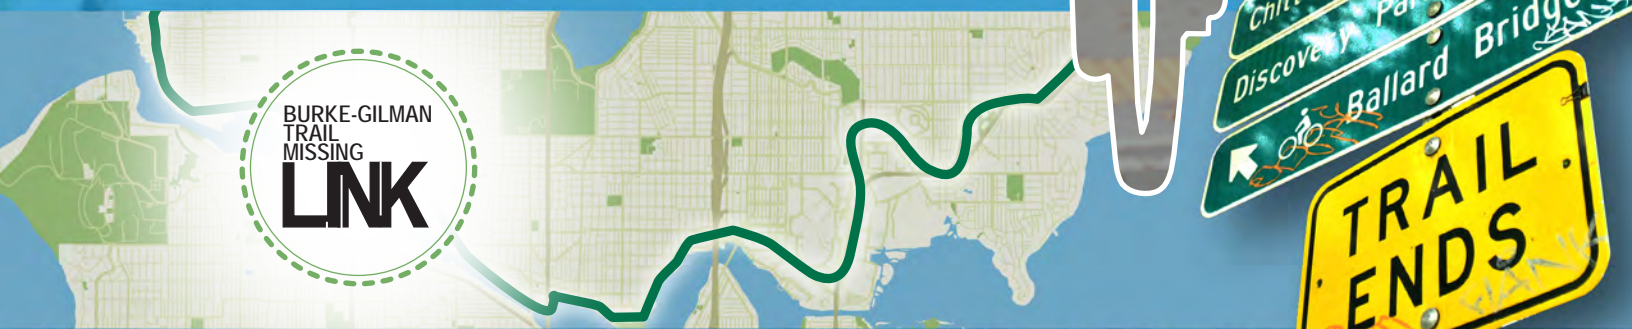 BURKE-GILMAN
TRAIL
MISSING
LINK
Discovery
Ballard Bridge
TRAIL
ENDS